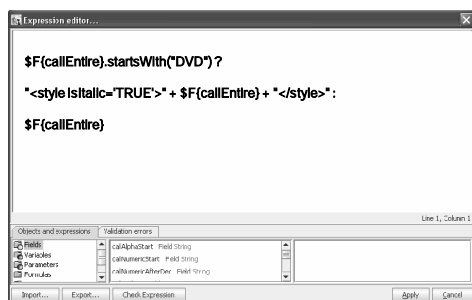 Expression editor...
$F{callEntire}.startsWith("DVD") ?
"<style isItalic='TRUE'>" + $F{callEntire} + "</style>" :
$F{callEntire}
Line 1, Column 1
Objects and expressions Validation errors
Fields
Variables
Parameters
Formulas
calAlphaStart Field String
calNumericStart Field String
calNumericAfterDec Field String
Import... Export... Check Expression Apply Cancel